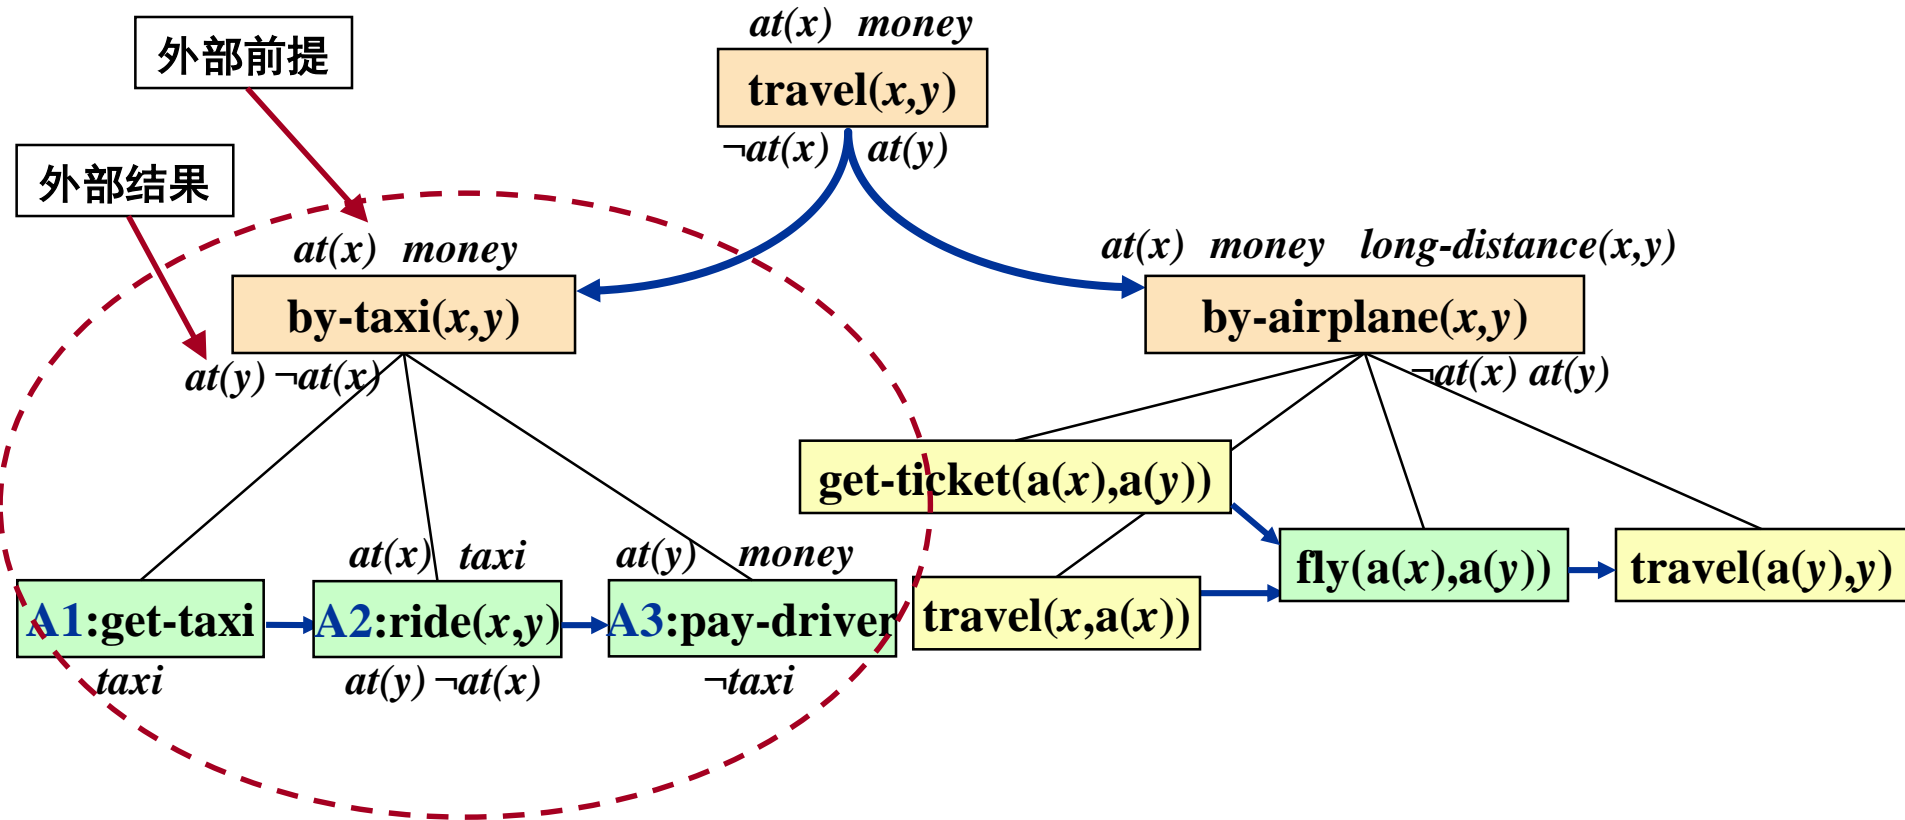 at(x) money
外部前提
travel(x,y)
¬at(x) at(y)
外部结果
at(x) money
at(x) money long-distance(x,y)
by-taxi(x,y)
by-airplane(x,y)
at(y) ¬at(x)
¬at(x) at(y)
get-ticket(a(x),a(y))
at(x) taxi
at(y) money
fly(a(x),a(y))
travel(a(y),y)
A1:get-taxi
A2:ride(x,y)
A3:pay-driver
travel(x,a(x))
taxi
at(y) ¬at(x)
¬taxi